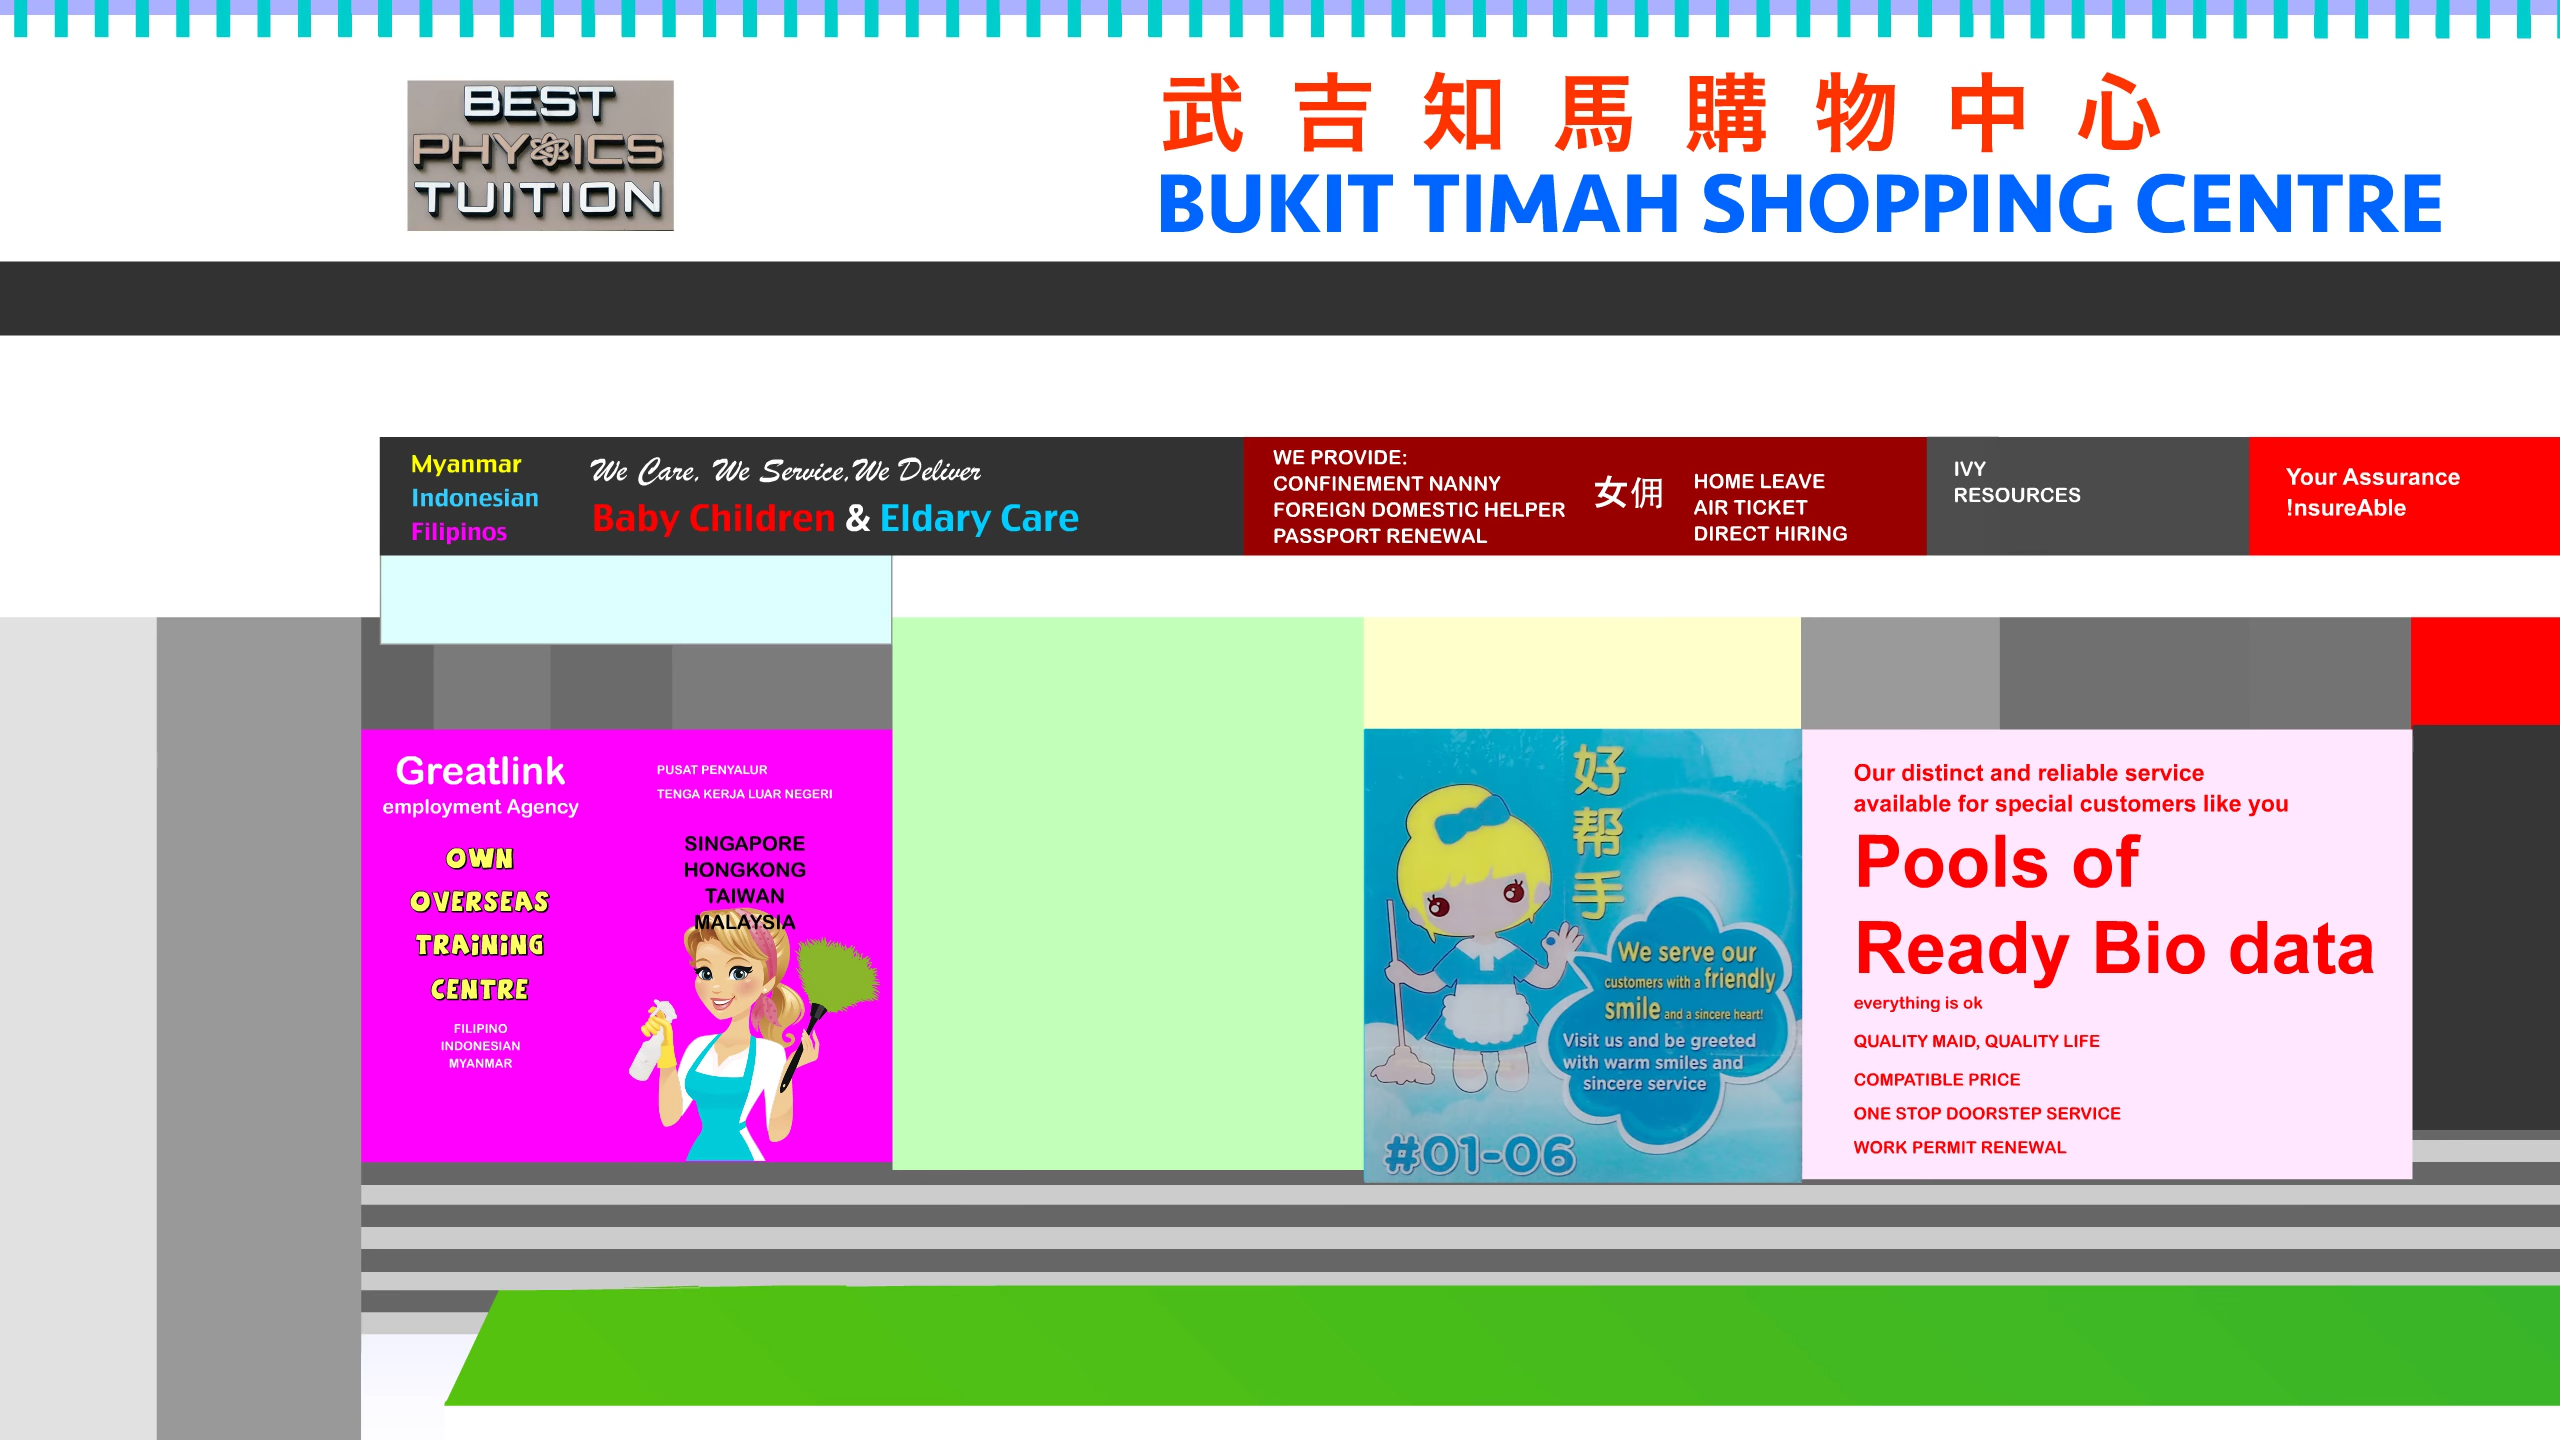 BEST
PHYSICS
TUITION
武吉知馬購物中心
BUKIT TIMAH SHOPPING CENTRE
Myanmar
Indonesian
Filipinos
We Care, We Service,We Deliver
Baby Children & Eldary Care
WE PROVIDE:
CONFINEMENT NANNY
FOREIGN DOMESTIC HELPER
PASSPORT RENEWAL
女佣
HOME LEAVE
AIR TICKET
DIRECT HIRING
IVY
RESOURCES
Your Assurance
!nsureAble
Greatlink
employment Agency
OWN
OVERSEAS
TRAiNiNG
CENTRE
FILIPINO
INDONESIAN
MYANMAR
PUSAT PENYALUR
TENGA KERJA LUAR NEGERI
SINGAPORE
HONGKONG
TAIWAN
MALAYSIA
好帮手
We serve our
customers with a friendly
smile and a sincere heart!
Visit us and be greeted
with warm smiles and
sincere service
#01-06
Our distinct and reliable service
available for special customers like you
Pools of
Ready Bio data
everything is ok
QUALITY MAID, QUALITY LIFE
COMPATIBLE PRICE
ONE STOP DOORSTEP SERVICE
WORK PERMIT RENEWAL